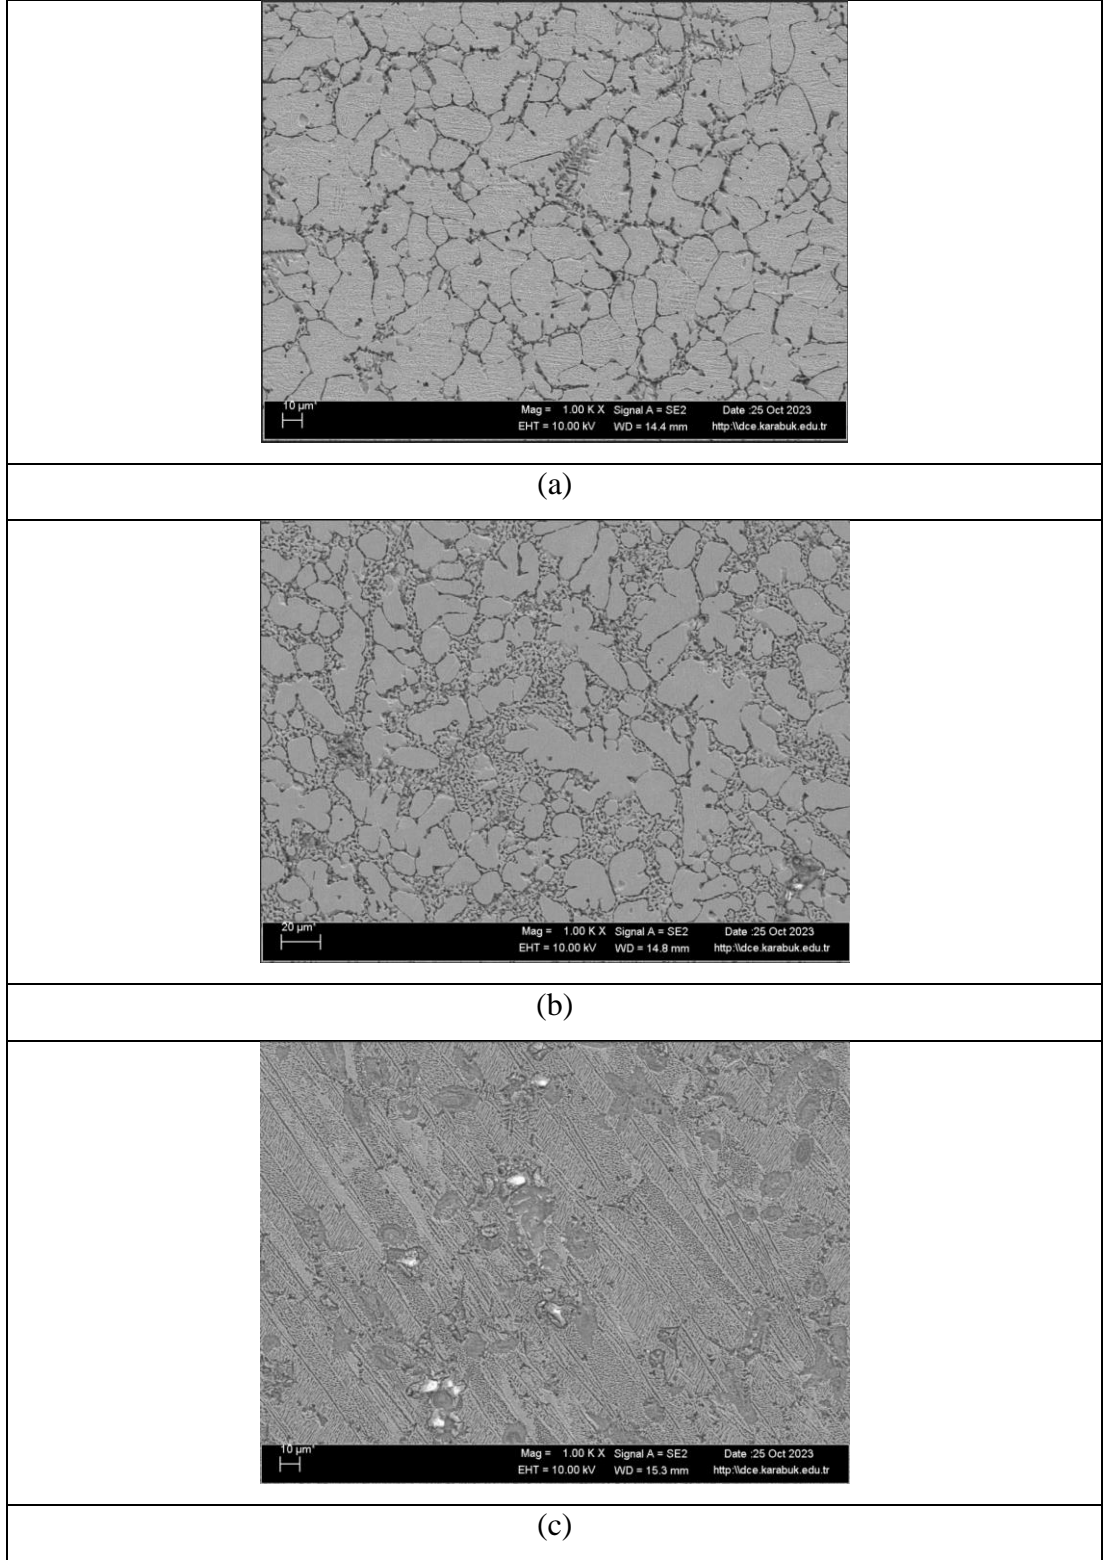 10 µm
Mag = 1.00 K X Signal A = SE2 Date :25 Oct 2023
EHT = 10.00 kV WD = 14.4 mm http:\\dce.karabuk.edu.tr
(a)
20 µm
Mag = 1.00 K X Signal A = SE2 Date :25 Oct 2023
EHT = 10.00 kV WD = 14.8 mm http:\\dce.karabuk.edu.tr
(b)
10 µm
Mag = 1.00 K X Signal A = SE2 Date :25 Oct 2023
EHT = 10.00 kV WD = 15.3 mm http:\\dce.karabuk.edu.tr
(c)